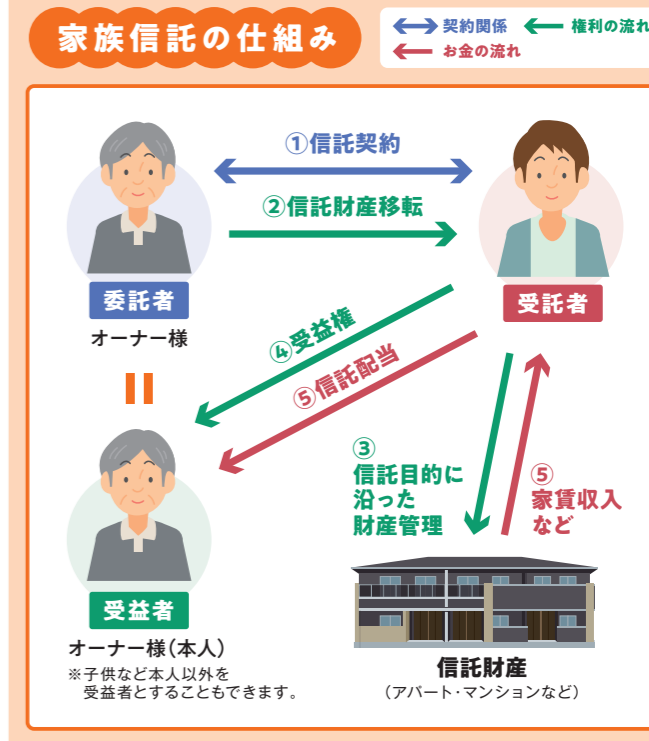 家族信託の仕組み
契約関係
権利の流れ
お金の流れ
①信託契約
②信託財産移転
委託者
オーナー様
受託者
④受益権
⑤信託配当
③
信託目的に
沿った
財産管理
⑤
家賃収入
など
受益者
オーナー様(本人)
※子供など本人以外を
受益者とすることもできます。
信託財産
(アパート・マンションなど)